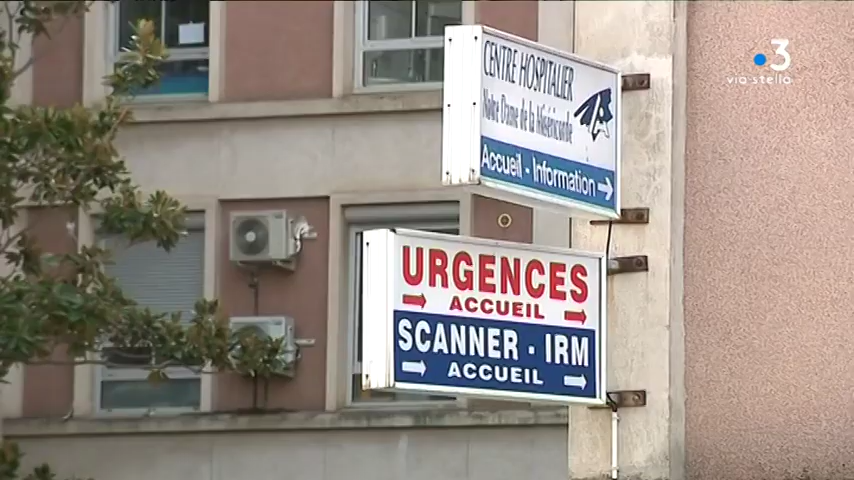 3
via stella
CENTRE HOSPITALIER
Notre Dame de la Miséricorde
Accueil - Information
URGENCES
ACCUEIL
SCANNER - IRM
ACCUEIL